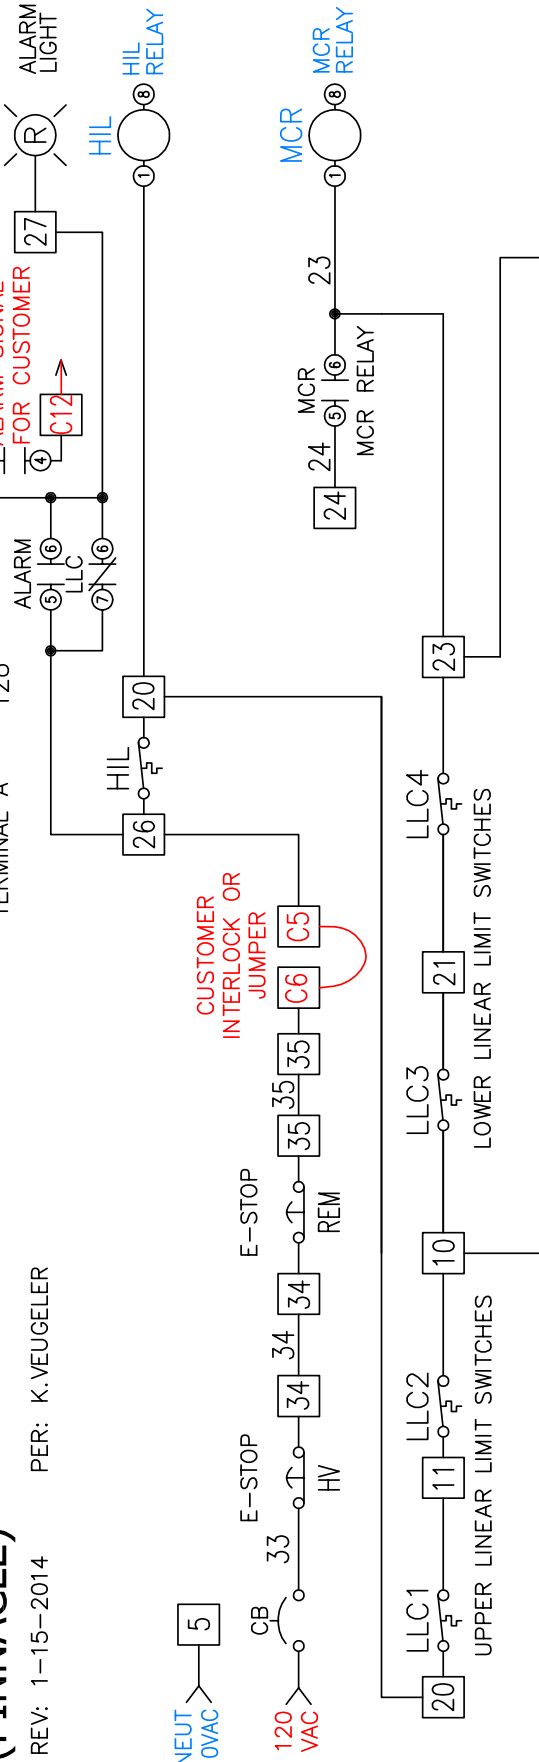 REV: 1-15-2014
PER: K.VEUGELER
TERMINAL A
FOR CUSTOMER
C12
4
27
R
ALARM
LIGHT
ALARM
5
6
LLC
7
6
HIL
1
8
HIL
RELAY
26
HIL
20
NEUT
0VAC
5
120
VAC
CB
33
E-STOP
HV
34
34
34
E-STOP
REM
35
35
35
C6
C5
CUSTOMER
INTERLOCK OR
JUMPER
24
24
5
MCR
6
MCR RELAY
23
1
MCR
8
MCR
RELAY
20
LLC1
11
LLC2
UPPER LINEAR LIMIT SWITCHES
10
LLC3
21
LLC4
LOWER LINEAR LIMIT SWITCHES
23